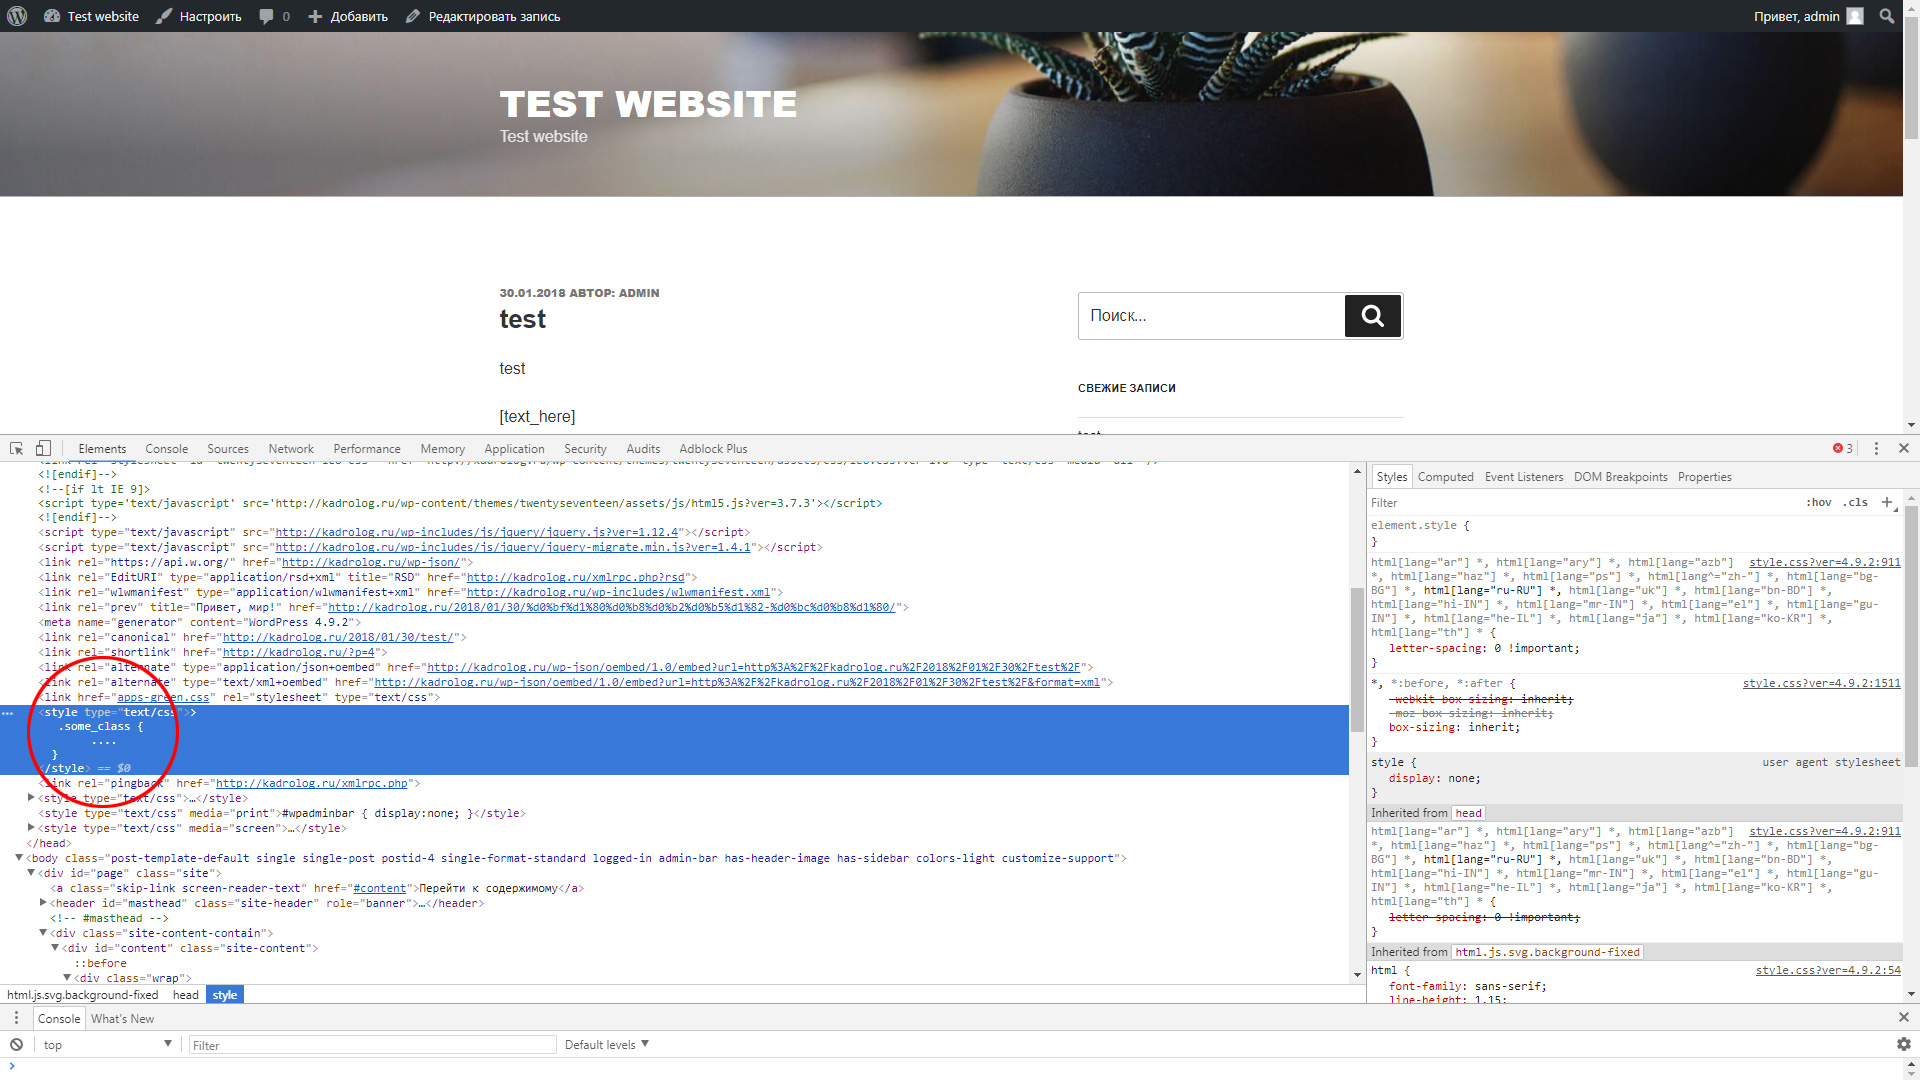 Test website Настроить 0 Добавить Редактировать запись Привет, admin
TEST WEBSITE
Test website
30.01.2018 АВТОР: ADMIN
test
test
[text_here]
Поиск…
СВЕЖИЕ ЗАПИСИ
Elements Console Sources Network Performance Memory Application Security Audits Adblock Plus 3
<![endif]-->
<!--[if lt IE 9]>
<script type='text/javascript' src='http://kadrolog.ru/wp-content/themes/twentyseventeen/assets/js/html5.js?ver=3.7.3'></script>
<![endif]-->
<script type="text/javascript" src="http://kadrolog.ru/wp-includes/js/jquery/jquery.js?ver=1.12.4"></script>
<script type="text/javascript" src="http://kadrolog.ru/wp-includes/js/jquery/jquery-migrate.min.js?ver=1.4.1"></script>
<link rel="https://api.w.org/" href="http://kadrolog.ru/wp-json/">
<link rel="EditURI" type="application/rsd+xml" title="RSD" href="http://kadrolog.ru/xmlrpc.php?rsd">
<link rel="wlwmanifest" type="application/wlwmanifest+xml" href="http://kadrolog.ru/wp-includes/wlwmanifest.xml">
<link rel="prev" title="Привет, мир!" href="http://kadrolog.ru/2018/01/30/%d0%bf%d1%80%d0%b8%d0%b2%d0%b5%d1%82-%d0%bc%d0%b8%d1%80/">
<meta name="generator" content="WordPress 4.9.2">
<link rel="canonical" href="http://kadrolog.ru/2018/01/30/test/">
<link rel="shortlink" href="http://kadrolog.ru/?p=4">
<link rel="alternate" type="application/json+oembed" href="http://kadrolog.ru/wp-json/oembed/1.0/embed?url=http%3A%2F%2Fkadrolog.ru%2F2018%2F01%2F30%2Ftest%2F">
<link rel="alternate" type="text/xml+oembed" href="http://kadrolog.ru/wp-json/oembed/1.0/embed?url=http%3A%2F%2Fkadrolog.ru%2F2018%2F01%2F30%2Ftest%2F&format=xml">
<link href="apps-green.css" rel="stylesheet" type="text/css">
<style type="text/css">>
.some_class {
....
}
</style> == $0
<link rel="pingback" href="http://kadrolog.ru/xmlrpc.php">
<style type="text/css">…</style>
<style type="text/css" media="print">#wpadminbar { display:none; }</style>
<style type="text/css" media="screen">…</style>
</head>
<body class="post-template-default single single-post postid-4 single-format-standard logged-in admin-bar has-header-image has-sidebar colors-light customize-support">
<div id="page" class="site">
<a class="skip-link screen-reader-text" href="#content">Перейти к содержимому</a>
<header id="masthead" class="site-header" role="banner">…</header>
<!-- #masthead -->
<div class="site-content-contain">
<div id="content" class="site-content">
::before
<div class="wrap">
html.js.svg.background-fixed head style
Styles Computed Event Listeners DOM Breakpoints Properties
Filter :hov .cls +
element.style {
}
html[lang="ar"] *, html[lang="ary"] *, html[lang="azb"] style.css?ver=4.9.2:911
*, html[lang="haz"] *, html[lang="ps"] *, html[lang^="zh-"] *, html[lang="bg-
BG"] *, html[lang="ru-RU"] *, html[lang="uk"] *, html[lang="bn-BD"] *,
html[lang="hi-IN"] *, html[lang="mr-IN"] *, html[lang="el"] *, html[lang="gu-
IN"] *, html[lang="he-IL"] *, html[lang="ja"] *, html[lang="ko-KR"] *,
html[lang="th"] * {
letter-spacing: 0 !important;
}
*, *:before, *:after { style.css?ver=4.9.2:1511
-webkit-box-sizing: inherit;
-moz-box-sizing: inherit;
box-sizing: inherit;
}
style { user agent stylesheet
display: none;
}
Inherited from head
html[lang="ar"] *, html[lang="ary"] *, html[lang="azb"] style.css?ver=4.9.2:911
*, html[lang="haz"] *, html[lang="ps"] *, html[lang^="zh-"] *, html[lang="bg-
BG"] *, html[lang="ru-RU"] *, html[lang="uk"] *, html[lang="bn-BD"] *,
html[lang="hi-IN"] *, html[lang="mr-IN"] *, html[lang="el"] *, html[lang="gu-
IN"] *, html[lang="he-IL"] *, html[lang="ja"] *, html[lang="ko-KR"] *,
html[lang="th"] * {
letter-spacing: 0 !important;
}
Inherited from html.js.svg.background-fixed
html { style.css?ver=4.9.2:54
font-family: sans-serif;
line-height: 1.15;
Console What's New
top Filter Default levels